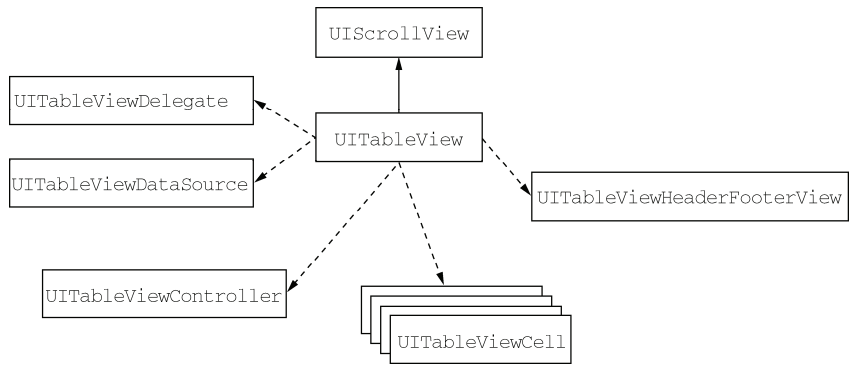 UIScrollView
UITableViewDelegate
UITableView
UITableViewDataSource
UITableViewHeaderFooterView
UITableViewController
UITableViewCell